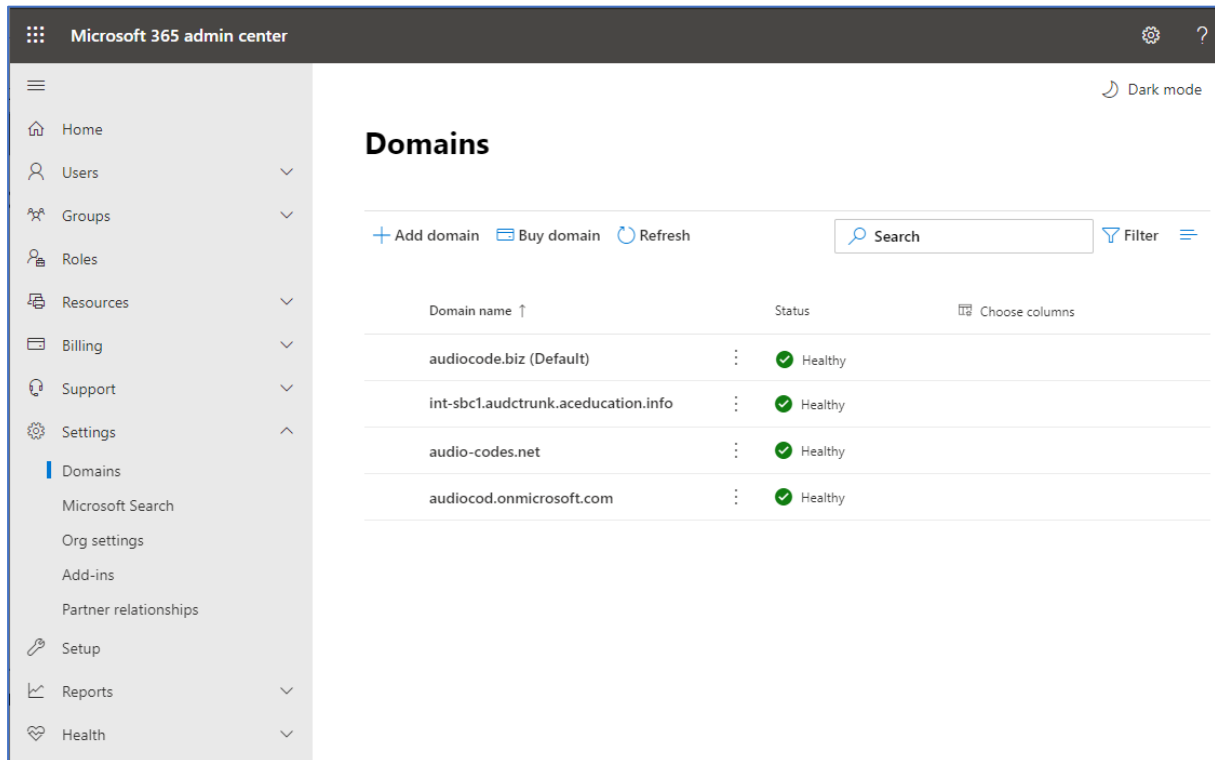 Microsoft 365 admin center ?
Dark mode
Home
Users
Groups
Roles
Resources
Billing
Support
Settings
Domains
Microsoft Search
Org settings
Add-ins
Partner relationships
Setup
Reports
Health
Domains
Add domain Buy domain Refresh Search Filter
Domain name ↑ Status Choose columns
audiocode.biz (Default) Healthy
int-sbc1.audctrunk.aceducation.info Healthy
audio-codes.net Healthy
audiocod.onmicrosoft.com Healthy